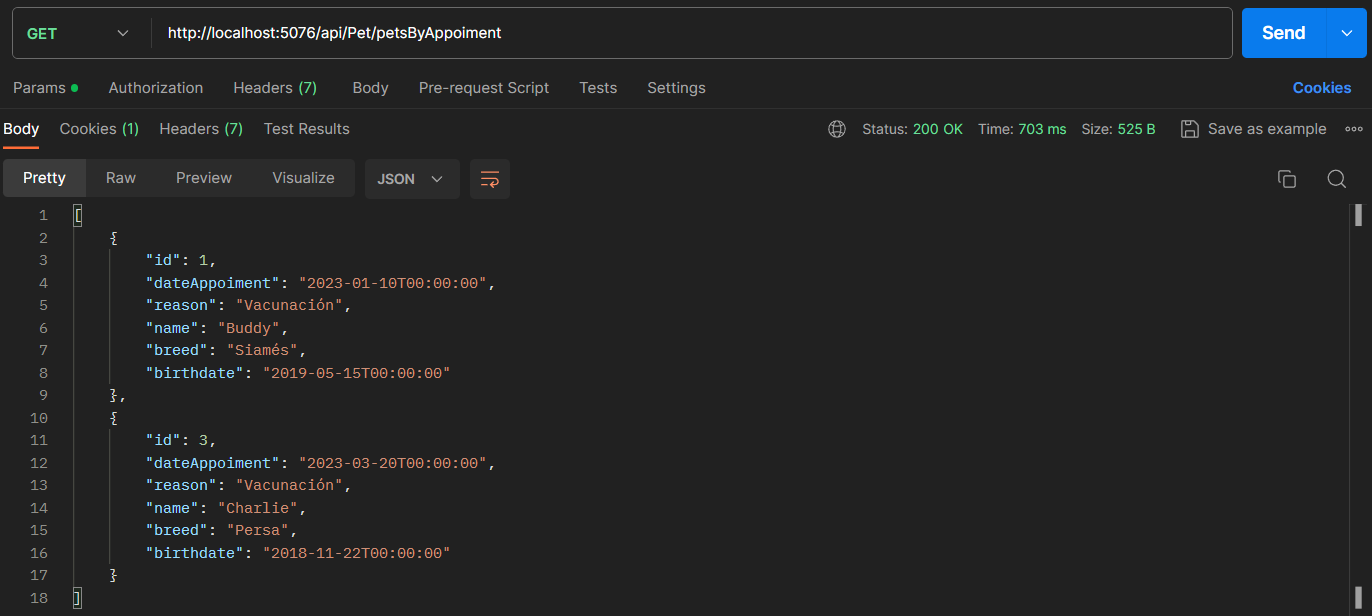 GET http://localhost:5076/api/Pet/petsByAppoiment Send
Params Authorization Headers (7) Body Pre-request Script Tests Settings Cookies
Body Cookies (1) Headers (7) Test Results Status: 200 OK Time: 703 ms Size: 525 B Save as example
Pretty Raw Preview Visualize JSON
1 [
2 {
3 "id": 1,
4 "dateAppoiment": "2023-01-10T00:00:00",
5 "reason": "Vacunación",
6 "name": "Buddy",
7 "breed": "Siamés",
8 "birthdate": "2019-05-15T00:00:00"
9 },
10 {
11 "id": 3,
12 "dateAppoiment": "2023-03-20T00:00:00",
13 "reason": "Vacunación",
14 "name": "Charlie",
15 "breed": "Persa",
16 "birthdate": "2018-11-22T00:00:00"
17 }
18 ]